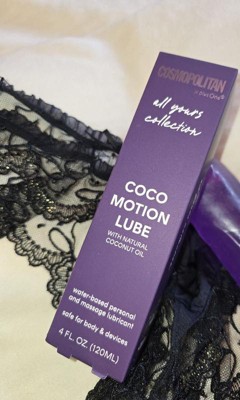 COSMOPOLITAN
all yours
collection
COCO
MOTION
LUBE
WITH NATURAL
COCONUT OIL
water-based personal
and massage lubricant
safe for body & devices
4 FL. OZ. (120ML)